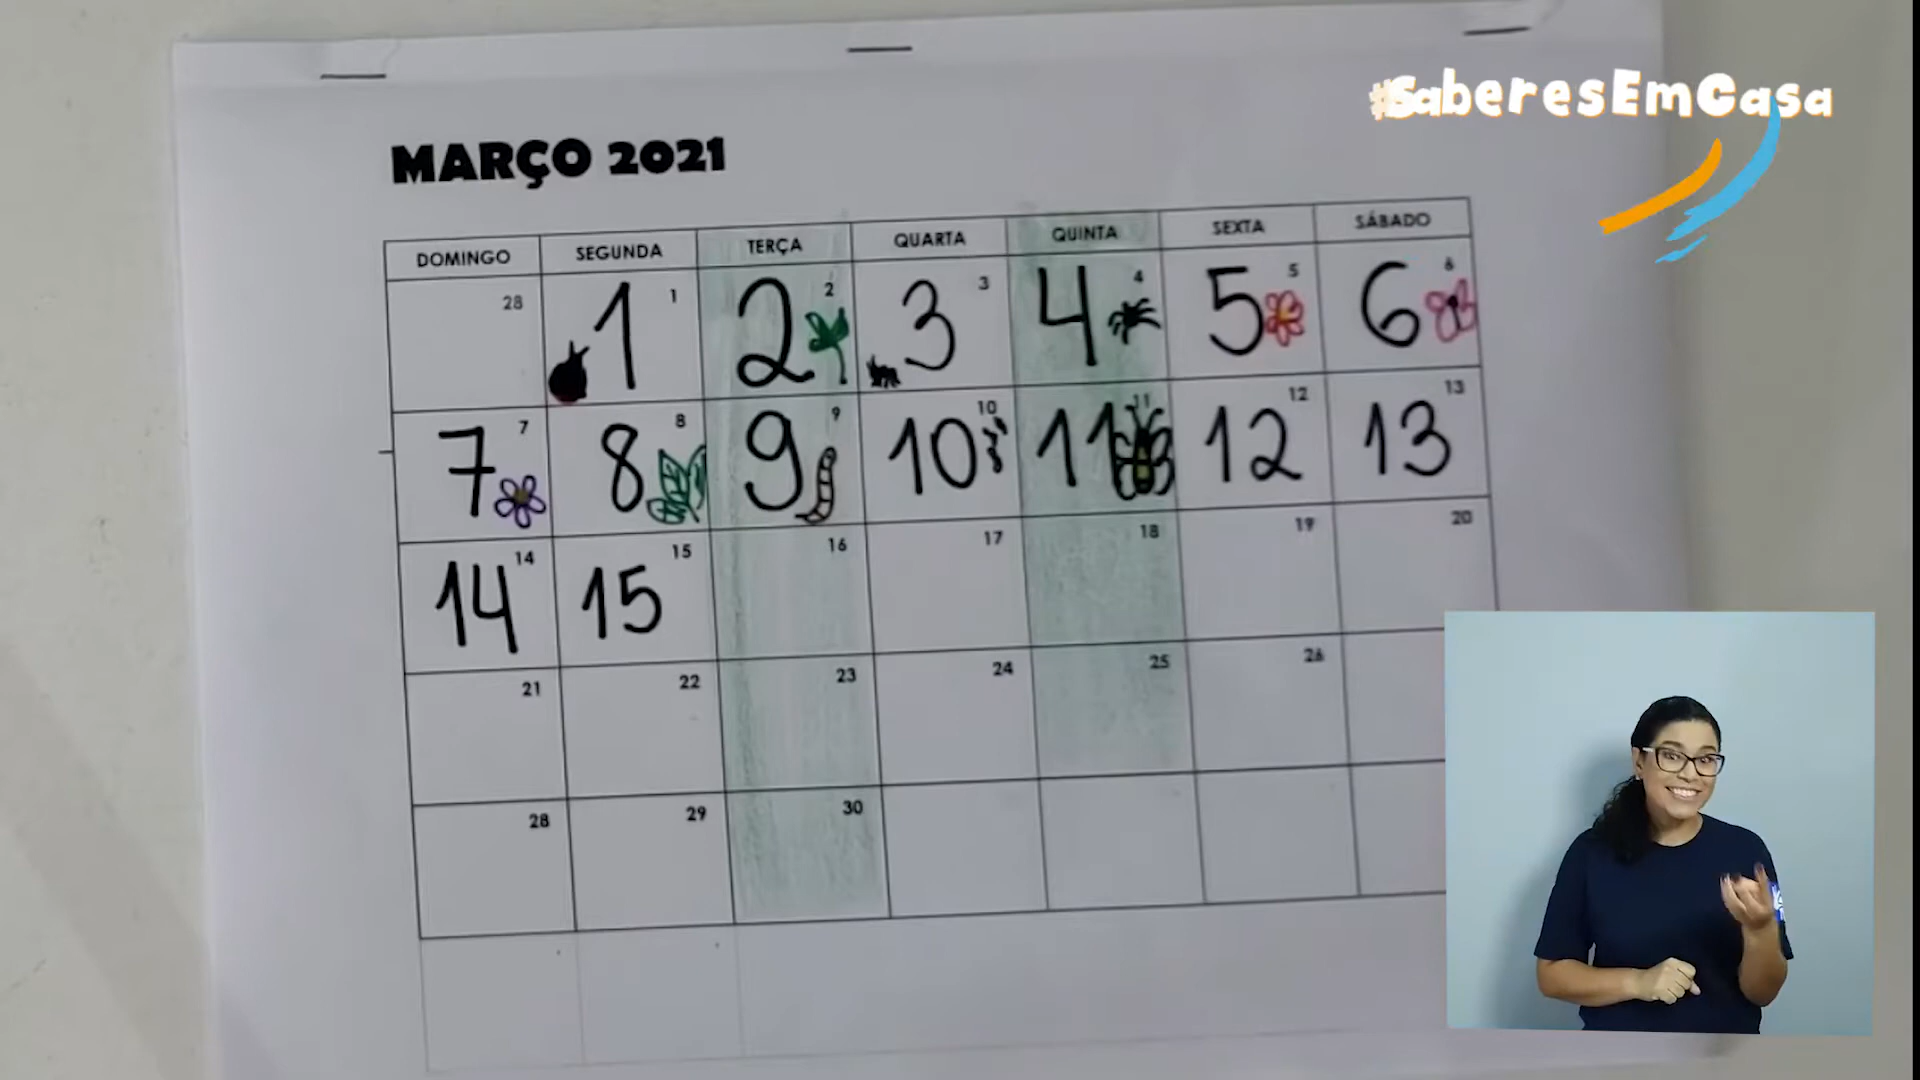 #SaberesEmCasa
MARÇO 2021
DOMINGO SEGUNDA TERÇA QUARTA QUINTA SEXTA SÁBADO
28 1 2 3 4 5 6
1 2 3 4 5 6
7 8 9 10 11 12 13
7 8 9 10 11 12 13
14 15 16 17 18 19 20
14 15
21 22 23 24 25 26
28 29 30